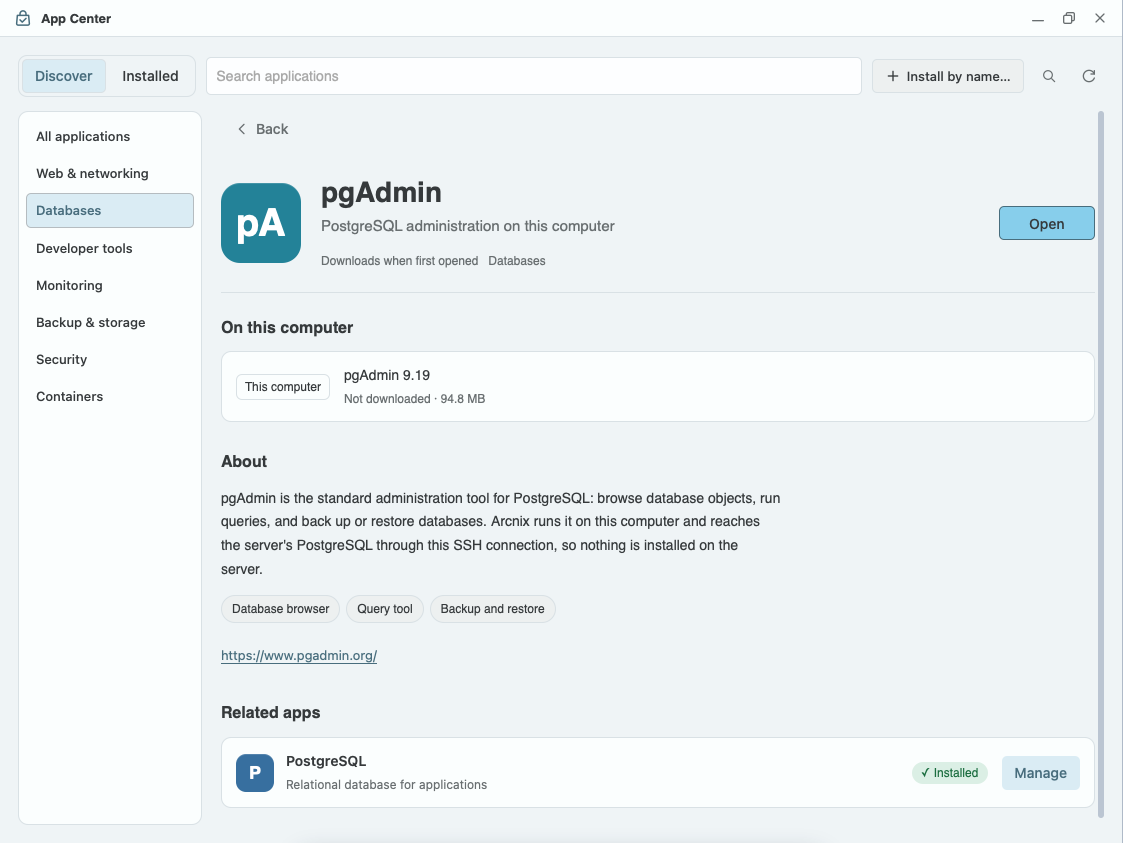 App Center
Discover
Installed
Search applications
Install by name...
All applications
Web & networking
Databases
Developer tools
Monitoring
Backup & storage
Security
Containers
Back
pA
pgAdmin
PostgreSQL administration on this computer
Downloads when first opened Databases
Open
On this computer
This computer
pgAdmin 9.19
Not downloaded · 94.8 MB
About
pgAdmin is the standard administration tool for PostgreSQL: browse database objects, run
queries, and back up or restore databases. Arcnix runs it on this computer and reaches
the server's PostgreSQL through this SSH connection, so nothing is installed on the
server.
Database browser
Query tool
Backup and restore
https://www.pgadmin.org/
Related apps
P
PostgreSQL
Relational database for applications
✓ Installed
Manage